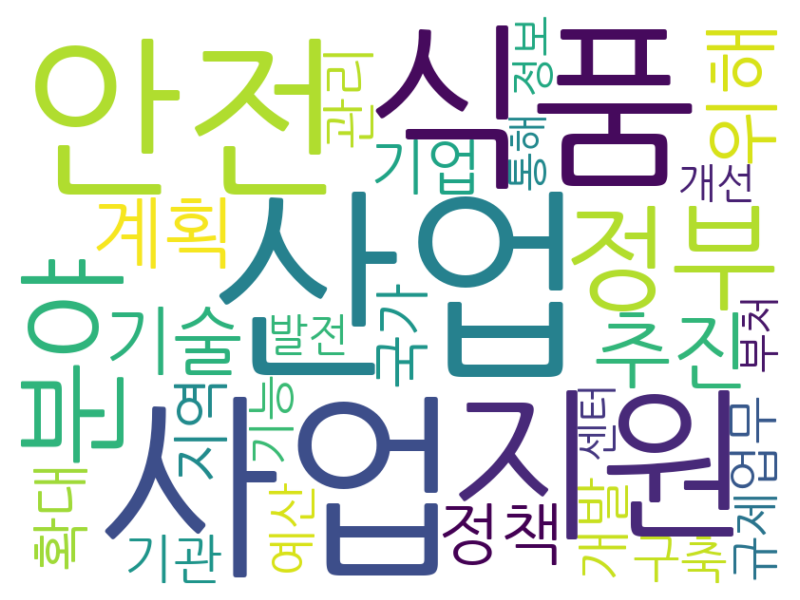 안전
식품
관리
정보
위해
기업
통해
개선
계획
산업
정부
분야
기술
발전
국가
추진
부처
사업
지원
지역
기능
센터
업무
확대
기관
예산
정책
개발
구축
규제